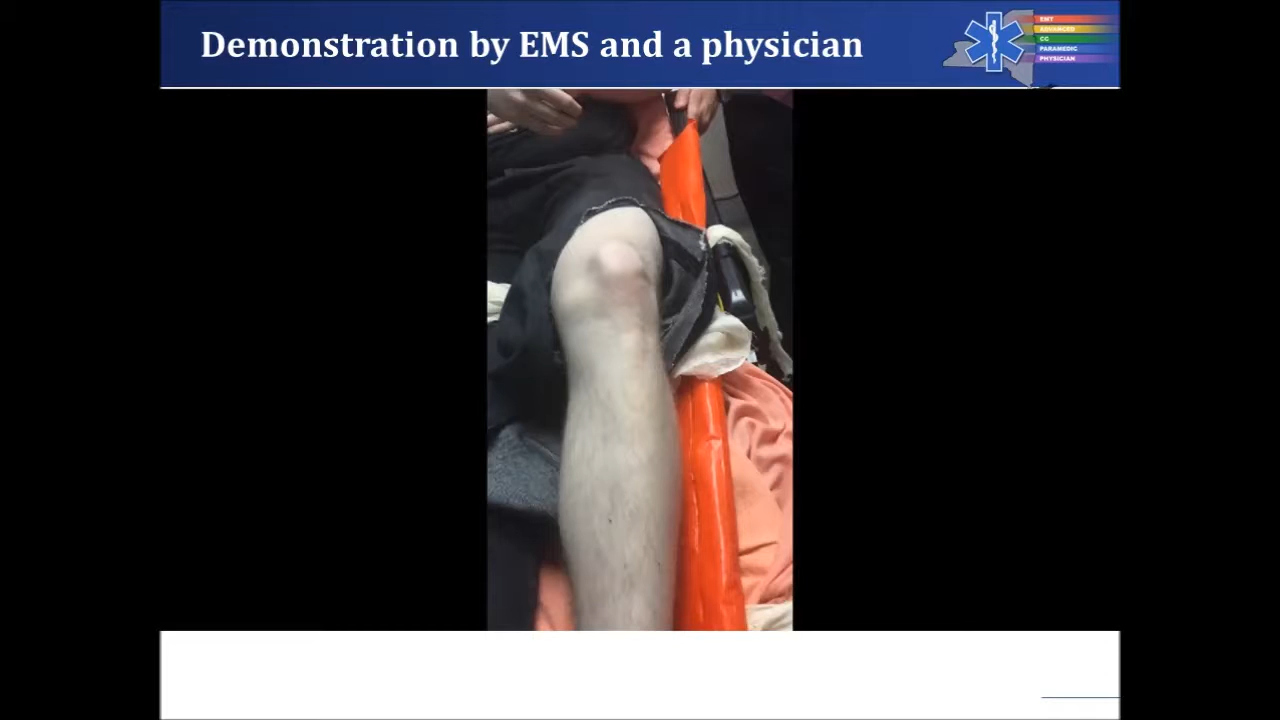 Demonstration by EMS and a physician
EMT
ADVANCED
CC
PARAMEDIC
PHYSICIAN